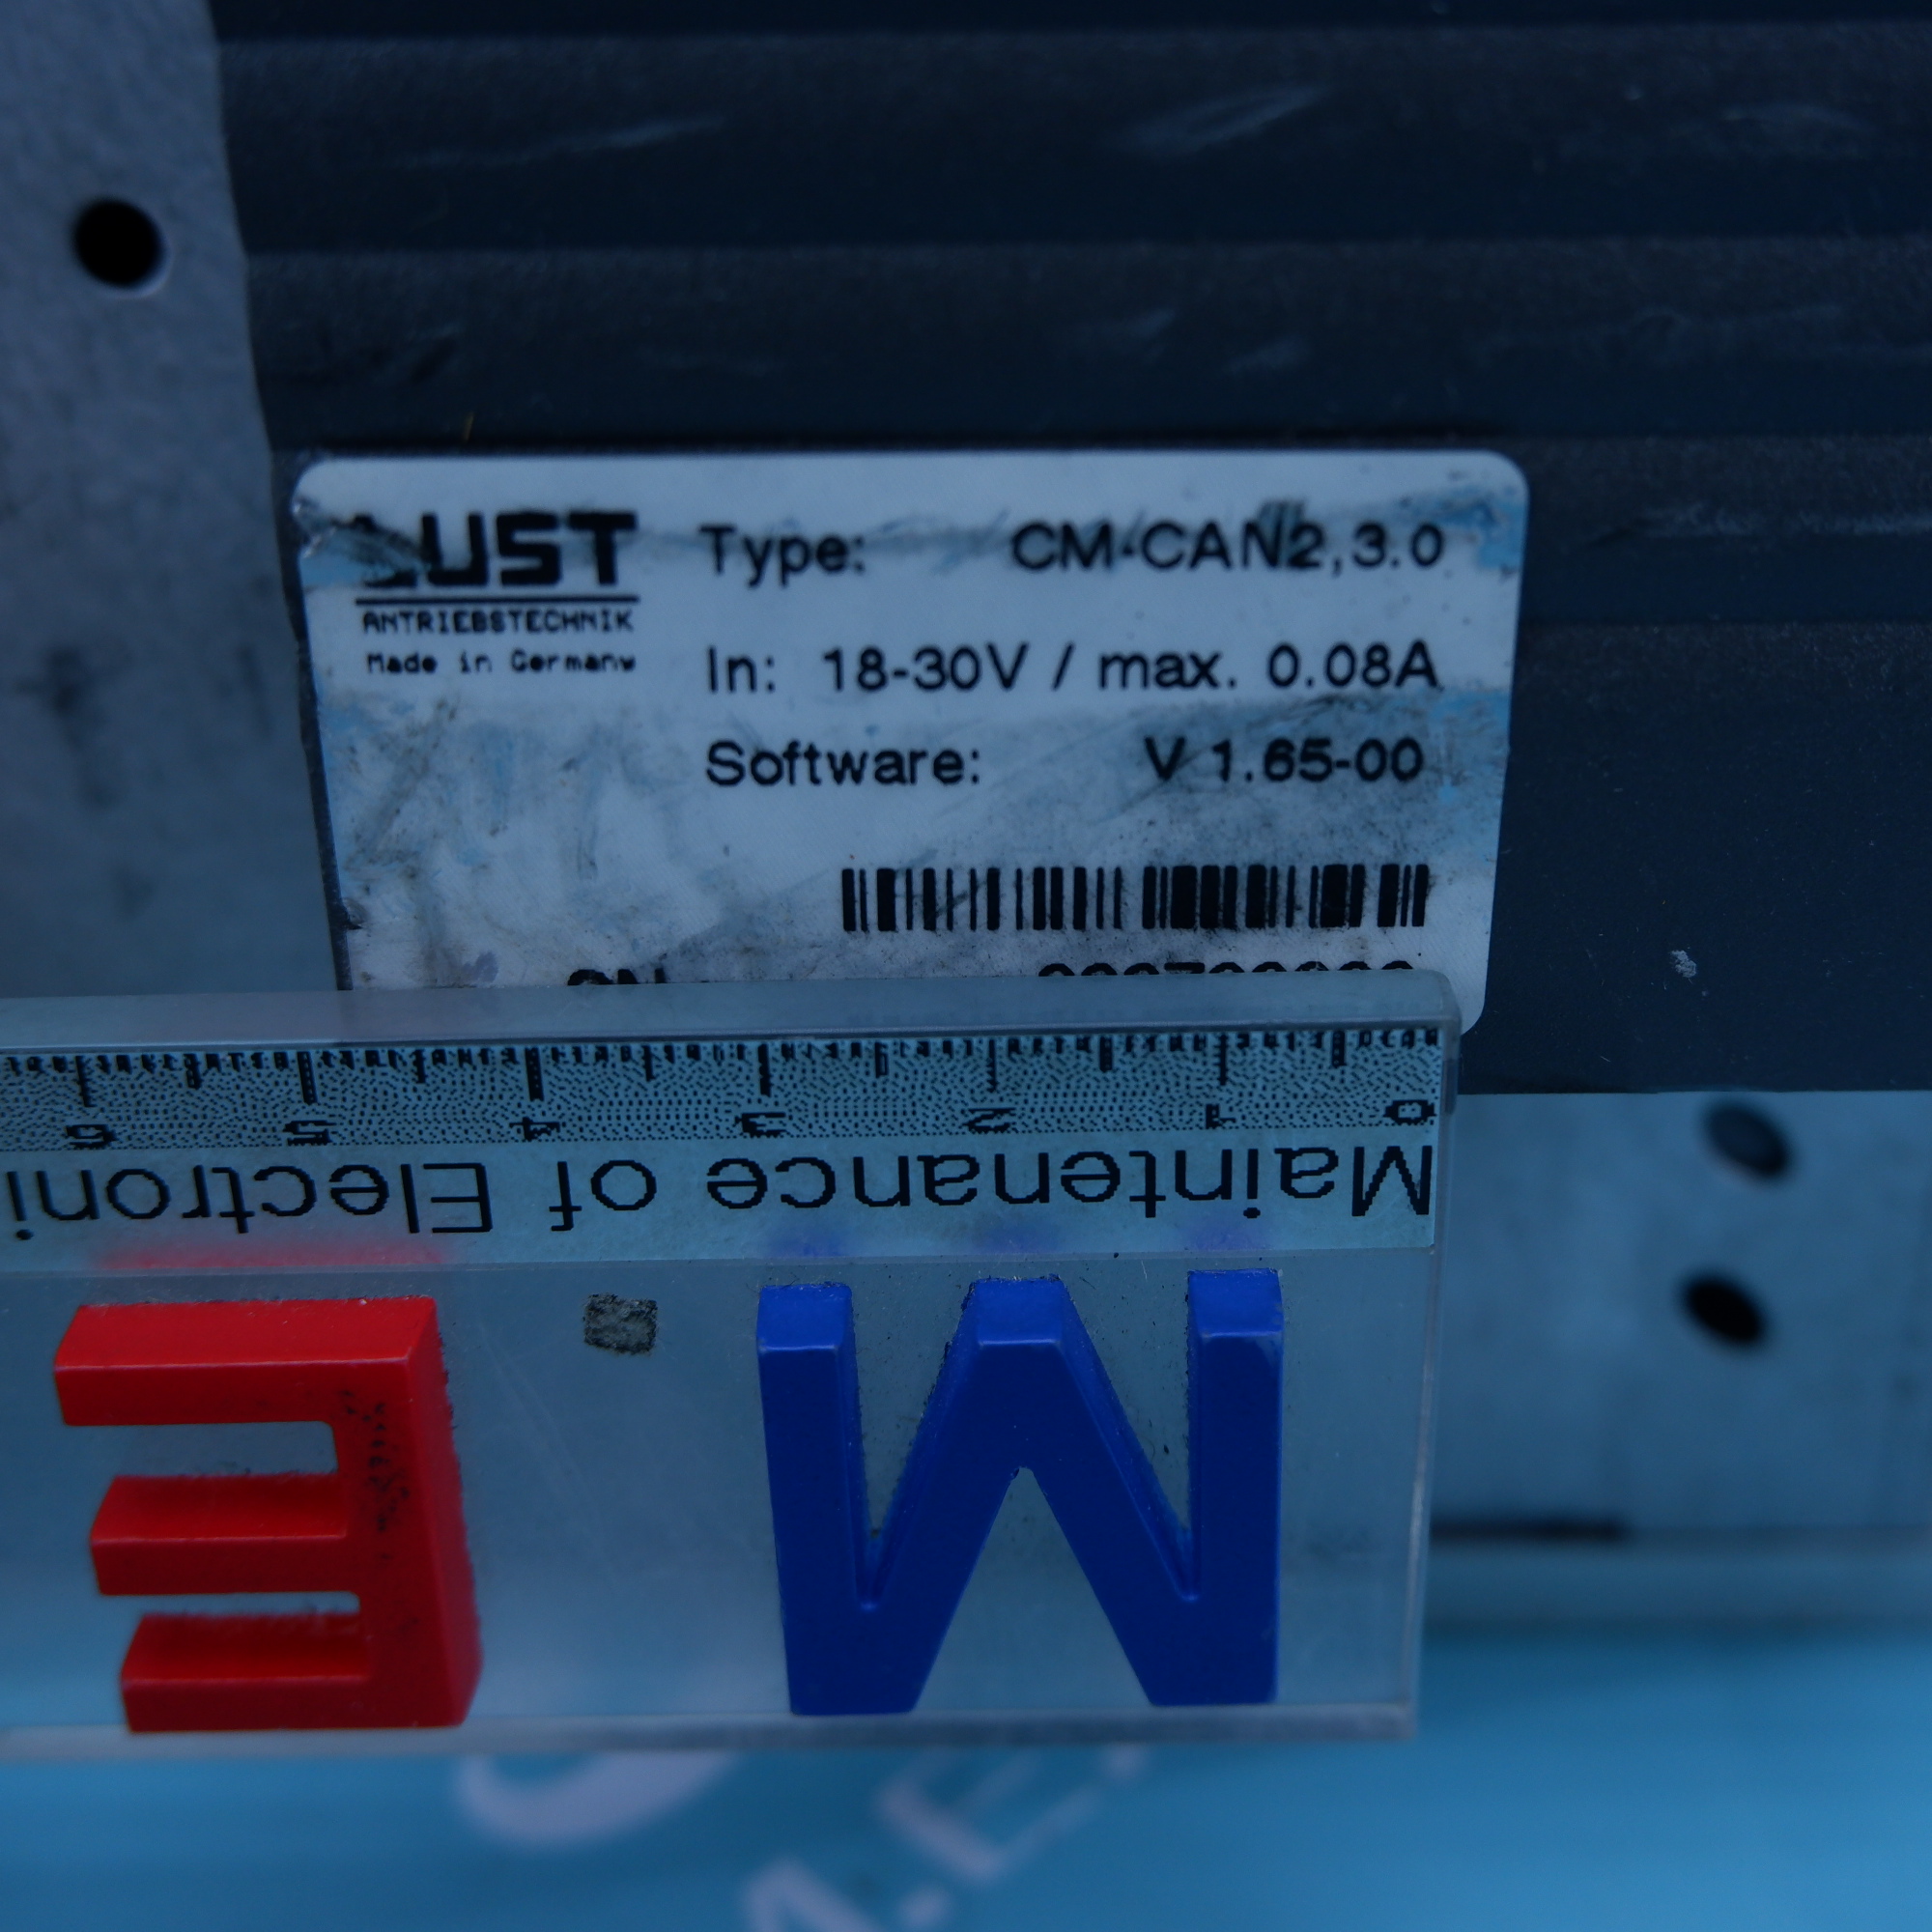 LUST
ANTRIEBSTECHNIK
Made in Germany
Type: CM-CAN2,3.0
In: 18-30V / max. 0.08A
Software: V 1.65-00
0 1 2 3 4 5 6
Maintenance of Electroni
M E